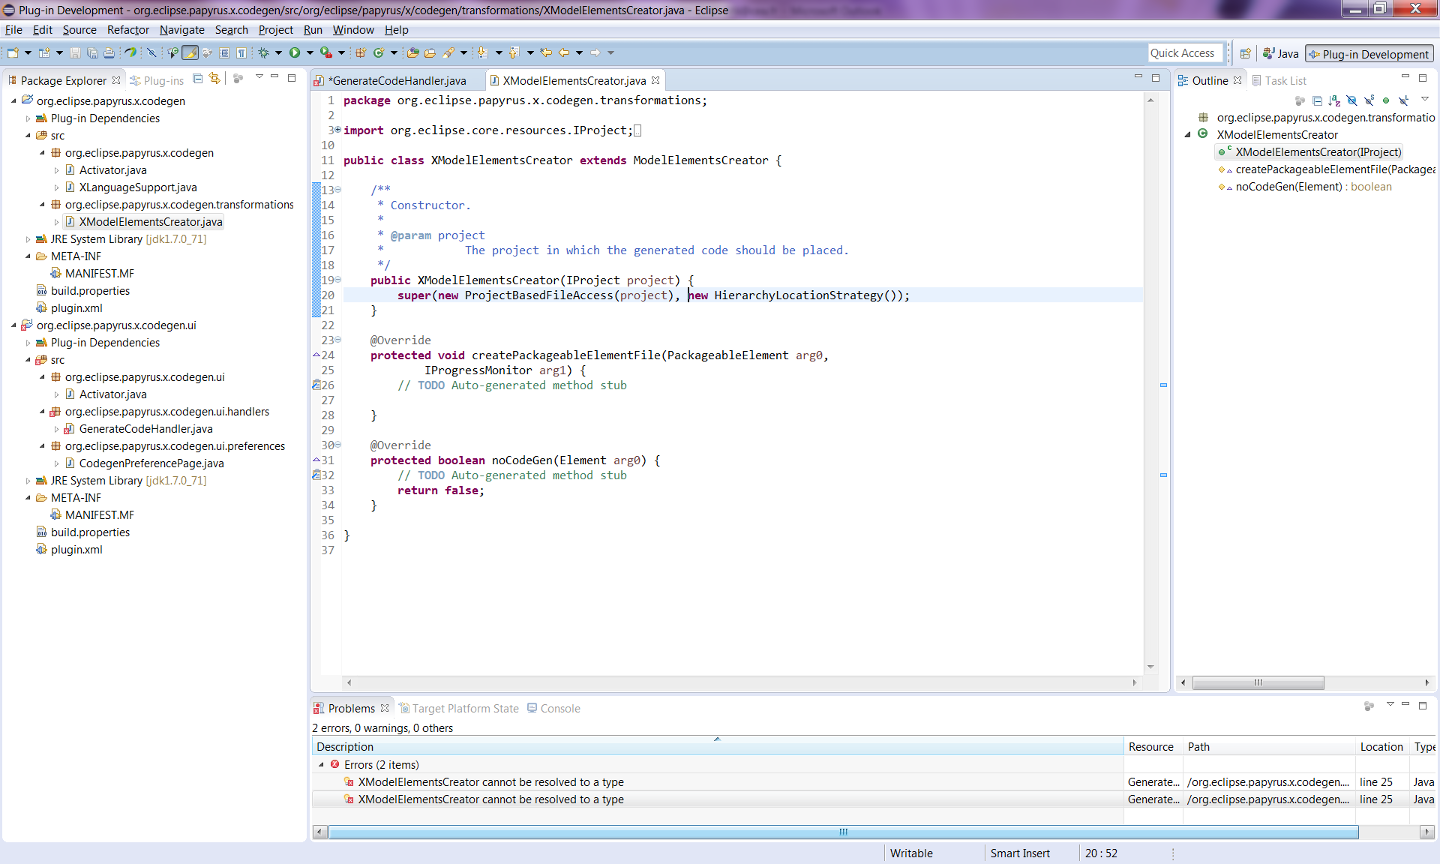 Plug-in Development - org.eclipse.papyrus.x.codegen/src/org/eclipse/papyrus/x/codegen/transformations/XModelElementsCreator.java - Eclipse
File Edit Source Refactor Navigate Search Project Run Window Help
Quick Access Java Plug-in Development
Package Explorer Plug-ins
org.eclipse.papyrus.x.codegen
Plug-in Dependencies
src
org.eclipse.papyrus.x.codegen
Activator.java
XLanguageSupport.java
org.eclipse.papyrus.x.codegen.transformations
XModelElementsCreator.java
JRE System Library [jdk1.7.0_71]
META-INF
MANIFEST.MF
build.properties
plugin.xml
org.eclipse.papyrus.x.codegen.ui
Plug-in Dependencies
src
org.eclipse.papyrus.x.codegen.ui
Activator.java
org.eclipse.papyrus.x.codegen.ui.handlers
GenerateCodeHandler.java
org.eclipse.papyrus.x.codegen.ui.preferences
CodegenPreferencePage.java
JRE System Library [jdk1.7.0_71]
META-INF
MANIFEST.MF
build.properties
plugin.xml
*GenerateCodeHandler.java XModelElementsCreator.java
1 package org.eclipse.papyrus.x.codegen.transformations;
2
3 import org.eclipse.core.resources.IProject;
10
11 public class XModelElementsCreator extends ModelElementsCreator {
12
13 /**
14 * Constructor.
15 *
16 * @param project
17 * The project in which the generated code should be placed.
18 */
19 public XModelElementsCreator(IProject project) {
20 super(new ProjectBasedFileAccess(project), new HierarchyLocationStrategy());
21 }
22
23 @Override
24 protected void createPackageableElementFile(PackageableElement arg0,
25 IProgressMonitor arg1) {
26 // TODO Auto-generated method stub
27
28 }
29
30 @Override
31 protected boolean noCodeGen(Element arg0) {
32 // TODO Auto-generated method stub
33 return false;
34 }
35
36 }
37
Outline Task List
org.eclipse.papyrus.x.codegen.transformatio
XModelElementsCreator
XModelElementsCreator(IProject)
createPackageableElementFile(Packagea
noCodeGen(Element) : boolean
Problems Target Platform State Console
2 errors, 0 warnings, 0 others
Description Resource Path Location Type
Errors (2 items)
XModelElementsCreator cannot be resolved to a type Generate... /org.eclipse.papyrus.x.codegen.... line 25 Java
XModelElementsCreator cannot be resolved to a type Generate... /org.eclipse.papyrus.x.codegen.... line 25 Java
Writable Smart Insert 20 : 52